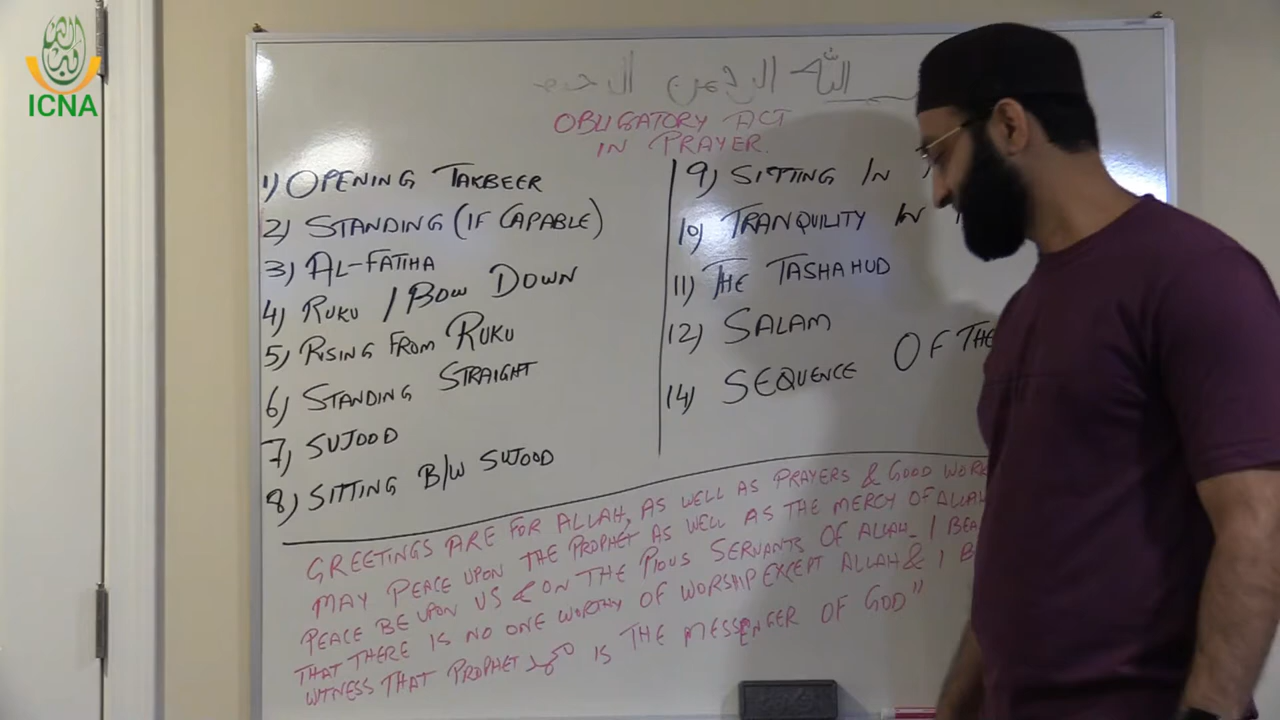 ICNA
الله الرحمن الرحيم
OBLIGATORY ACT
IN PRAYER.
1) OPENING TAKBEER
2) STANDING (IF CAPABLE)
3) AL-FATIHA
4) RUKU / BOW DOWN
5) RISING FROM RUKU
6) STANDING STRAIGHT
7) SUJOOD
8) SITTING B/W SUJOOD
9) SITTING IN
10) TRANQUILITY IN
11) THE TASHAHUD
12) SALAM
14) SEQUENCE OF THE
GREETINGS ARE FOR ALLAH, AS WELL AS PRAYERS & GOOD WORK
MAY PEACE UPON THE PROPHET AS WELL AS THE MERCY OF ALLAH
PEACE BE UPON US & ON THE PIOUS SERVANTS OF ALLAH. I BEA
THAT THERE IS NO ONE WORTHY OF WORSHIP EXCEPT ALLAH & I B
WITNESS THAT PROPHET محمد IS THE MESSENGER OF GOD"